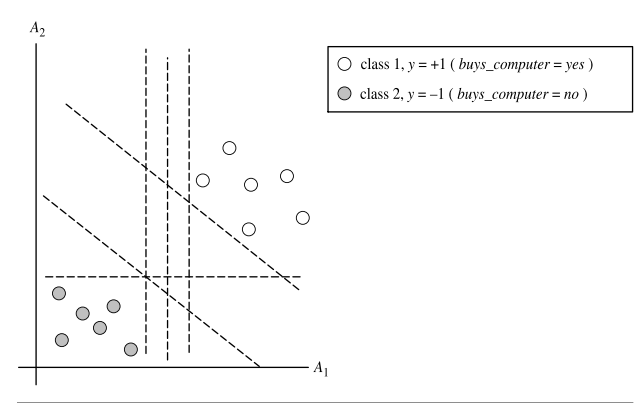 A2
class 1, y = +1 ( buys_computer = yes )
class 2, y = –1 ( buys_computer = no )
A1